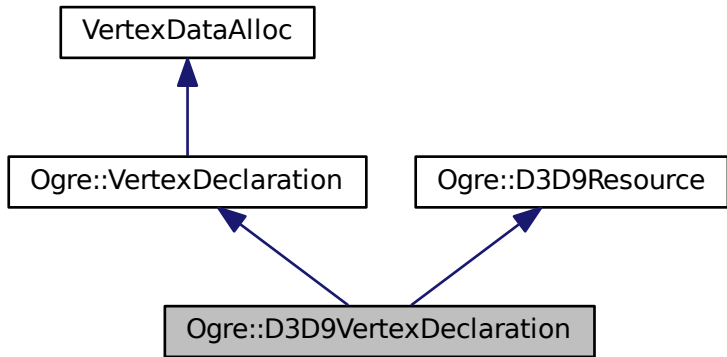 VertexDataAlloc
Ogre::VertexDeclaration
Ogre::D3D9Resource
Ogre::D3D9VertexDeclaration